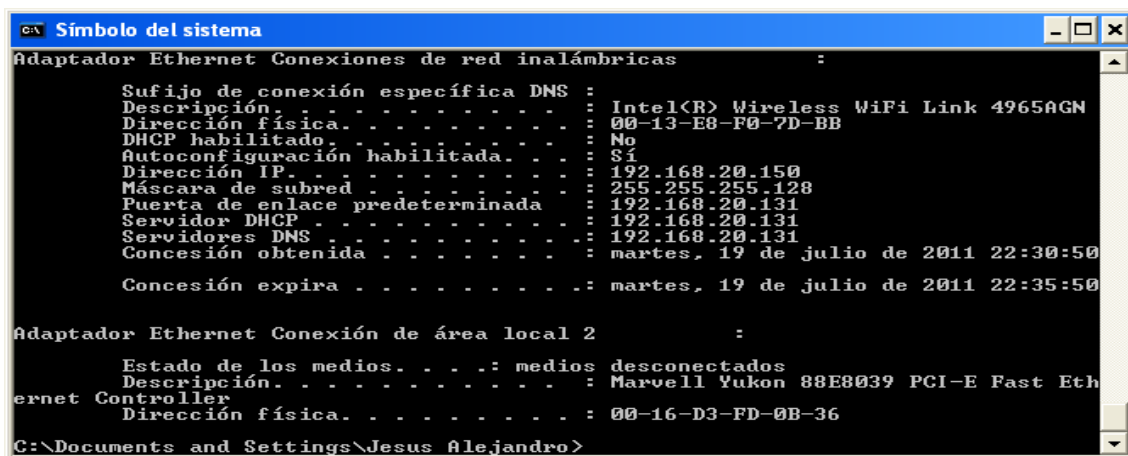 Símbolo del sistema
Adaptador Ethernet Conexiones de red inalámbricas :
Sufijo de conexión específica DNS :
Descripción. . . . . . . . . . . : Intel(R) Wireless WiFi Link 4965AGN
Dirección física. . . . . . . . . : 00-13-E8-F0-7D-BB
DHCP habilitado. . . . . . . . . : No
Autoconfiguración habilitada. . . : Sí
Dirección IP. . . . . . . . . . . : 192.168.20.150
Máscara de subred . . . . . . . . : 255.255.255.128
Puerta de enlace predeterminada : 192.168.20.131
Servidor DHCP . . . . . . . . . . : 192.168.20.131
Servidores DNS . . . . . . . . . .: 192.168.20.131
Concesión obtenida . . . . . . . : martes, 19 de julio de 2011 22:30:50
Concesión expira . . . . . . . . .: martes, 19 de julio de 2011 22:35:50
Adaptador Ethernet Conexión de área local 2 :
Estado de los medios. . . .: medios desconectados
Descripción. . . . . . . . . . . : Marvell Yukon 88E8039 PCI-E Fast Eth
ernet Controller
Dirección física. . . . . . . . . : 00-16-D3-FD-0B-36
C:\Documents and Settings\Jesus Alejandro>